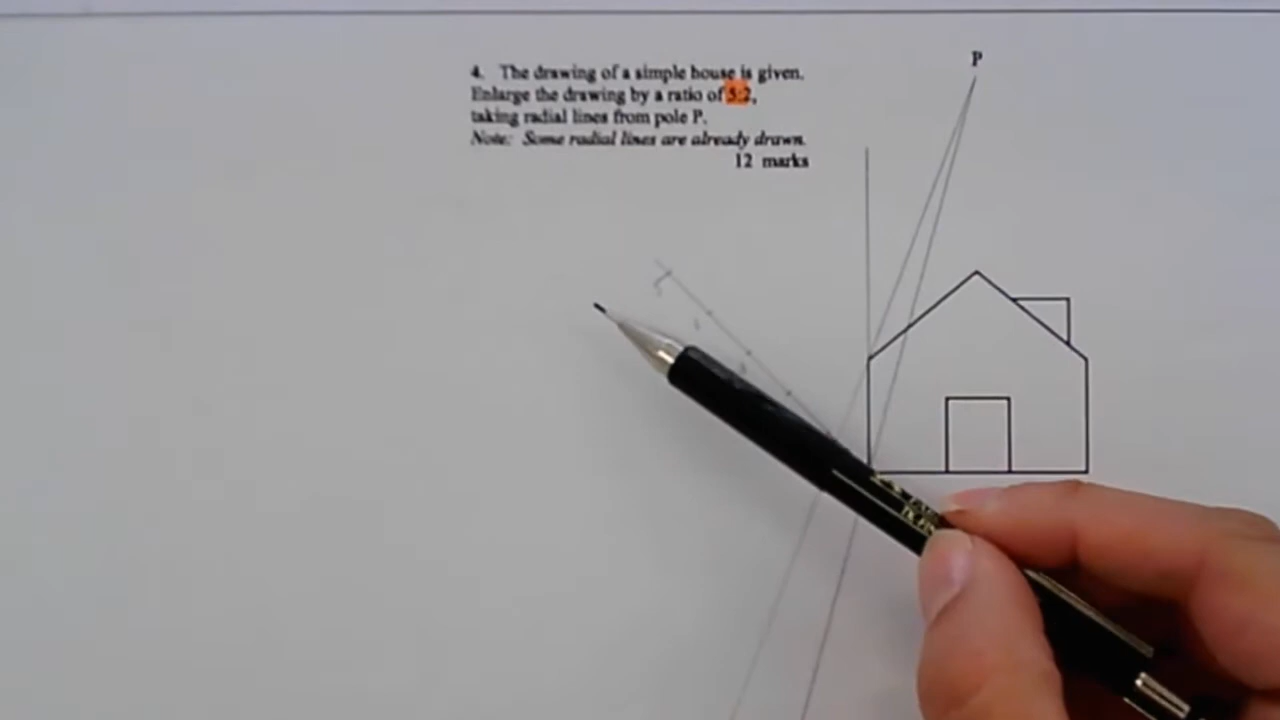 4. The drawing of a simple house is given.
Enlarge the drawing by a ratio of 5:2,
taking radial lines from pole P.
Note: Some radial lines are already drawn.
12 marks
P